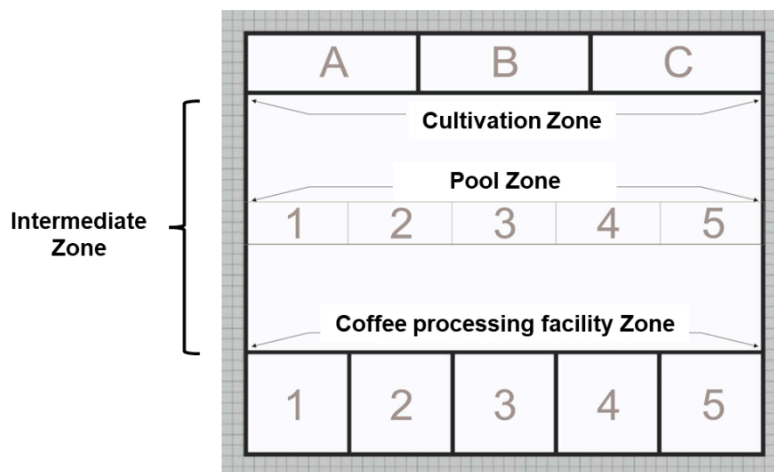 A B C
Cultivation Zone
Pool Zone
Intermediate
Zone
1 2 3 4 5
Coffee processing facility Zone
1 2 3 4 5